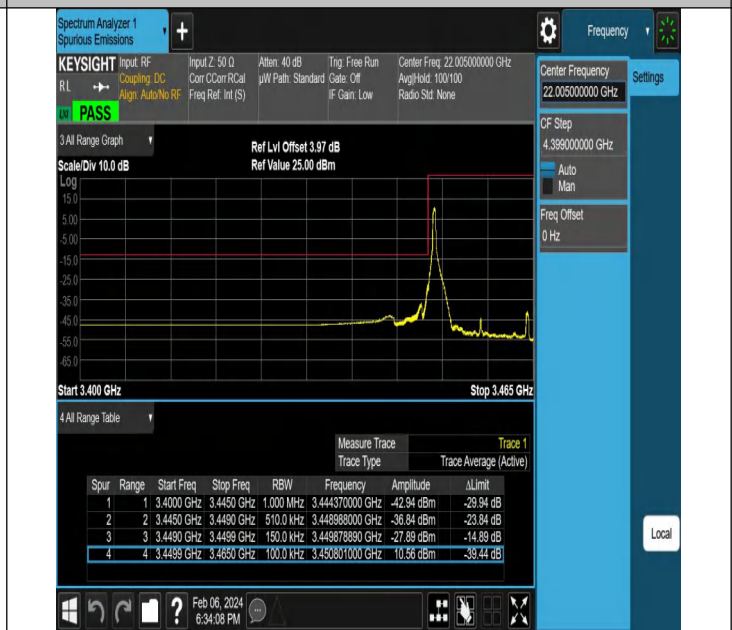 Spectrum Analyzer 1
Spurious Emissions
+
Frequency
KEYSIGHT Input: RF Input Z: 50 Ω Atten: 40 dB Trig: Free Run Center Freq: 22.005000000 GHz
RL Coupling: DC Corr CCorr RCal µW Path: Standard Gate: Off Avg|Hold: 100/100
Align: Auto/No RF Freq Ref: Int (S) IF Gain: Low Radio Std: None
PASS
Center Frequency
22.005000000 GHz
Settings
CF Step
4.399000000 GHz
Auto
Man
Freq Offset
0 Hz
3 All Range Graph
Ref Lvl Offset 3.97 dB
Scale/Div 10.0 dB Ref Value 25.00 dBm
Log
15.0
5.00
-5.00
-15.0
-25.0
-35.0
-45.0
-55.0
-65.0
Start 3.400 GHz Stop 3.465 GHz
4 All Range Table
Measure Trace Trace 1
Trace Type Trace Average (Active)
Spur Range Start Freq Stop Freq RBW Frequency Amplitude ΔLimit
1 1 3.4000 GHz 3.4450 GHz 1.000 MHz 3.444370000 GHz -42.94 dBm -29.94 dB
2 2 3.4450 GHz 3.4490 GHz 510.0 kHz 3.448988000 GHz -36.84 dBm -23.84 dB
3 3 3.4490 GHz 3.4499 GHz 150.0 kHz 3.449878890 GHz -27.89 dBm -14.89 dB
4 4 3.4499 GHz 3.4650 GHz 100.0 kHz 3.450801000 GHz 10.56 dBm -39.44 dB
Local
? Feb 06, 2024
6:34:08 PM